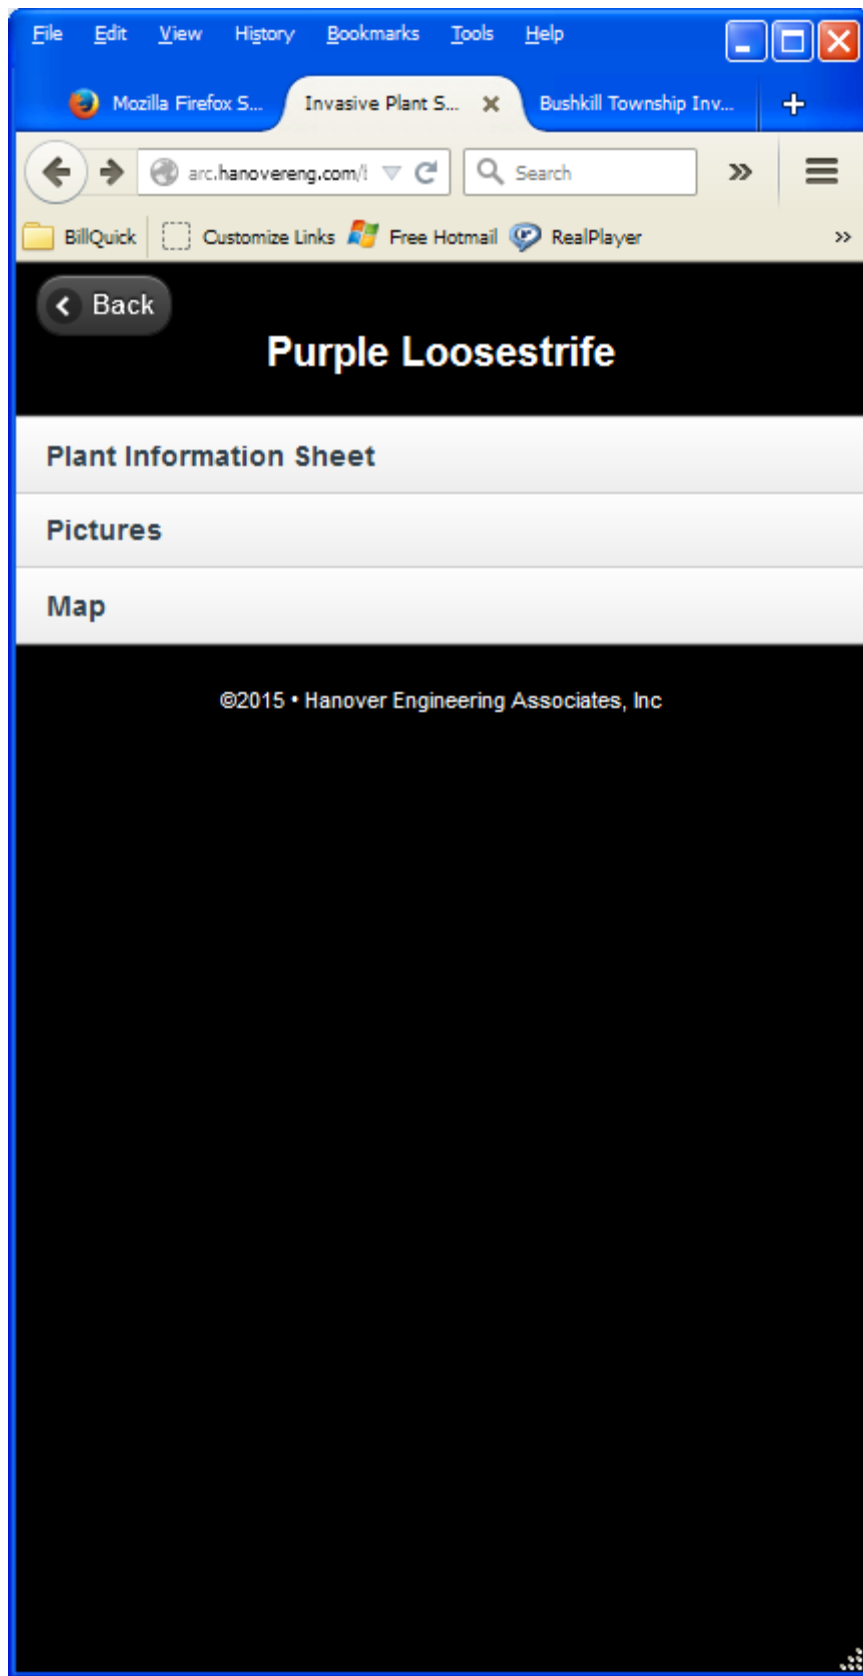 File Edit View History Bookmarks Tools Help
Mozilla Firefox S... Invasive Plant S... Bushkill Township Inv...
arc.hanovereng.com/ Search
BillQuick Customize Links Free Hotmail RealPlayer
Back
Purple Loosestrife
Plant Information Sheet
Pictures
Map
©2015 • Hanover Engineering Associates, Inc